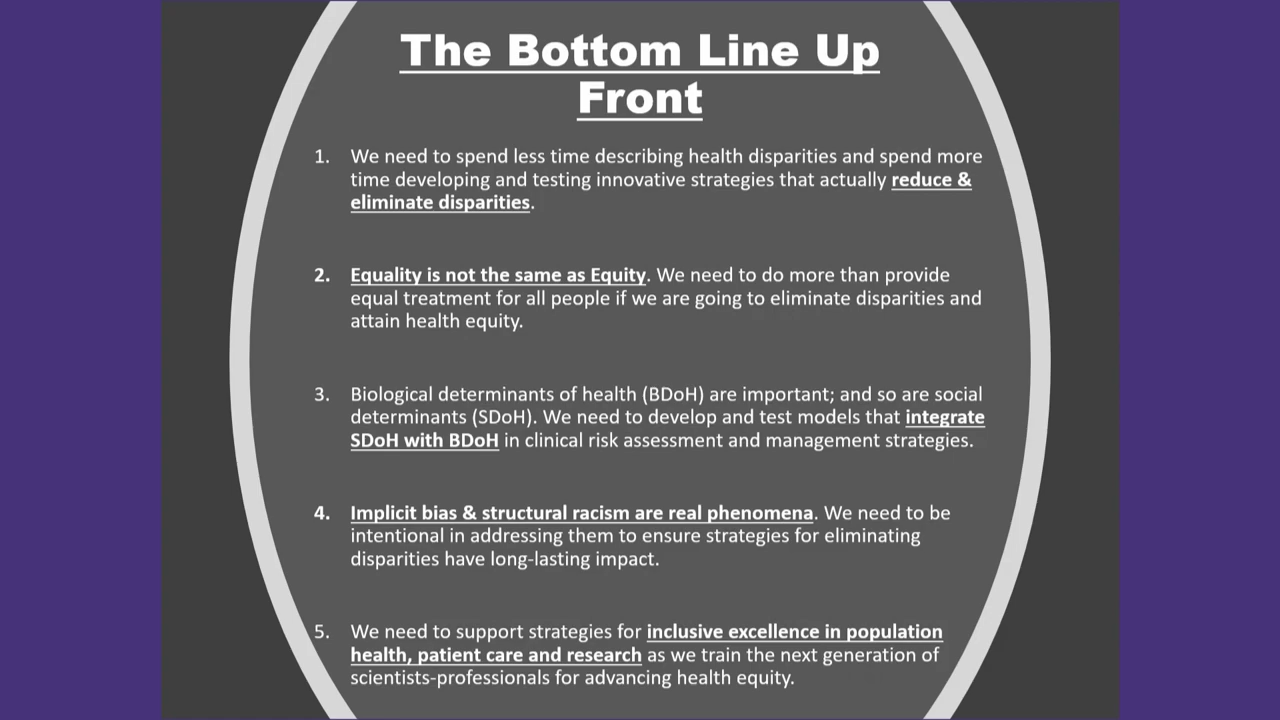 The Bottom Line Up
Front
1. We need to spend less time describing health disparities and spend more
time developing and testing innovative strategies that actually reduce &
eliminate disparities.
2. Equality is not the same as Equity. We need to do more than provide
equal treatment for all people if we are going to eliminate disparities and
attain health equity.
3. Biological determinants of health (BDoH) are important; and so are social
determinants (SDoH). We need to develop and test models that integrate
SDoH with BDoH in clinical risk assessment and management strategies.
4. Implicit bias & structural racism are real phenomena. We need to be
intentional in addressing them to ensure strategies for eliminating
disparities have long-lasting impact.
5. We need to support strategies for inclusive excellence in population
health, patient care and research as we train the next generation of
scientists-professionals for advancing health equity.